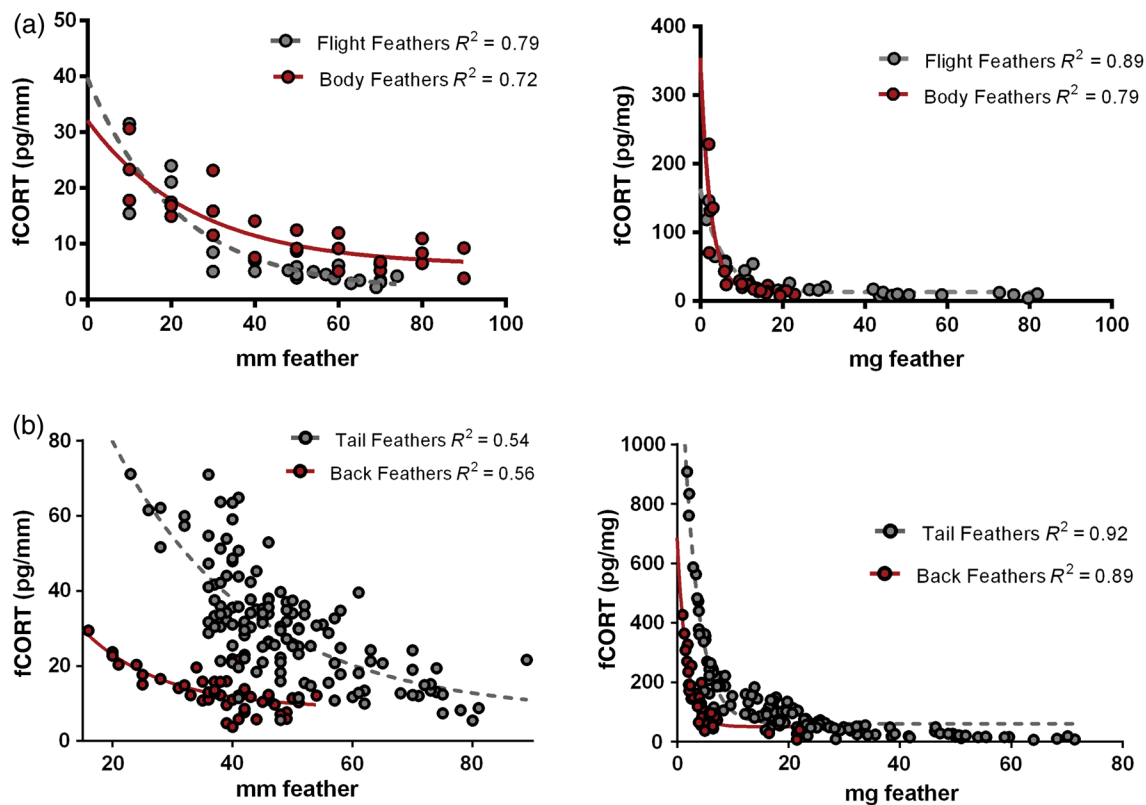 (a)
50
40
30
20
10
0
fCORT (pg/mm)
Flight Feathers R² = 0.79
Body Feathers R² = 0.72
0 20 40 60 80 100
mm feather
400
300
200
100
0
fCORT (pg/mg)
Flight Feathers R² = 0.89
Body Feathers R² = 0.79
0 20 40 60 80 100
mg feather
(b)
80
60
40
20
0
fCORT (pg/mm)
Tail Feathers R² = 0.54
Back Feathers R² = 0.56
20 40 60 80
mm feather
1000
800
600
400
200
0
fCORT (pg/mg)
Tail Feathers R² = 0.92
Back Feathers R² = 0.89
0 20 40 60 80
mg feather